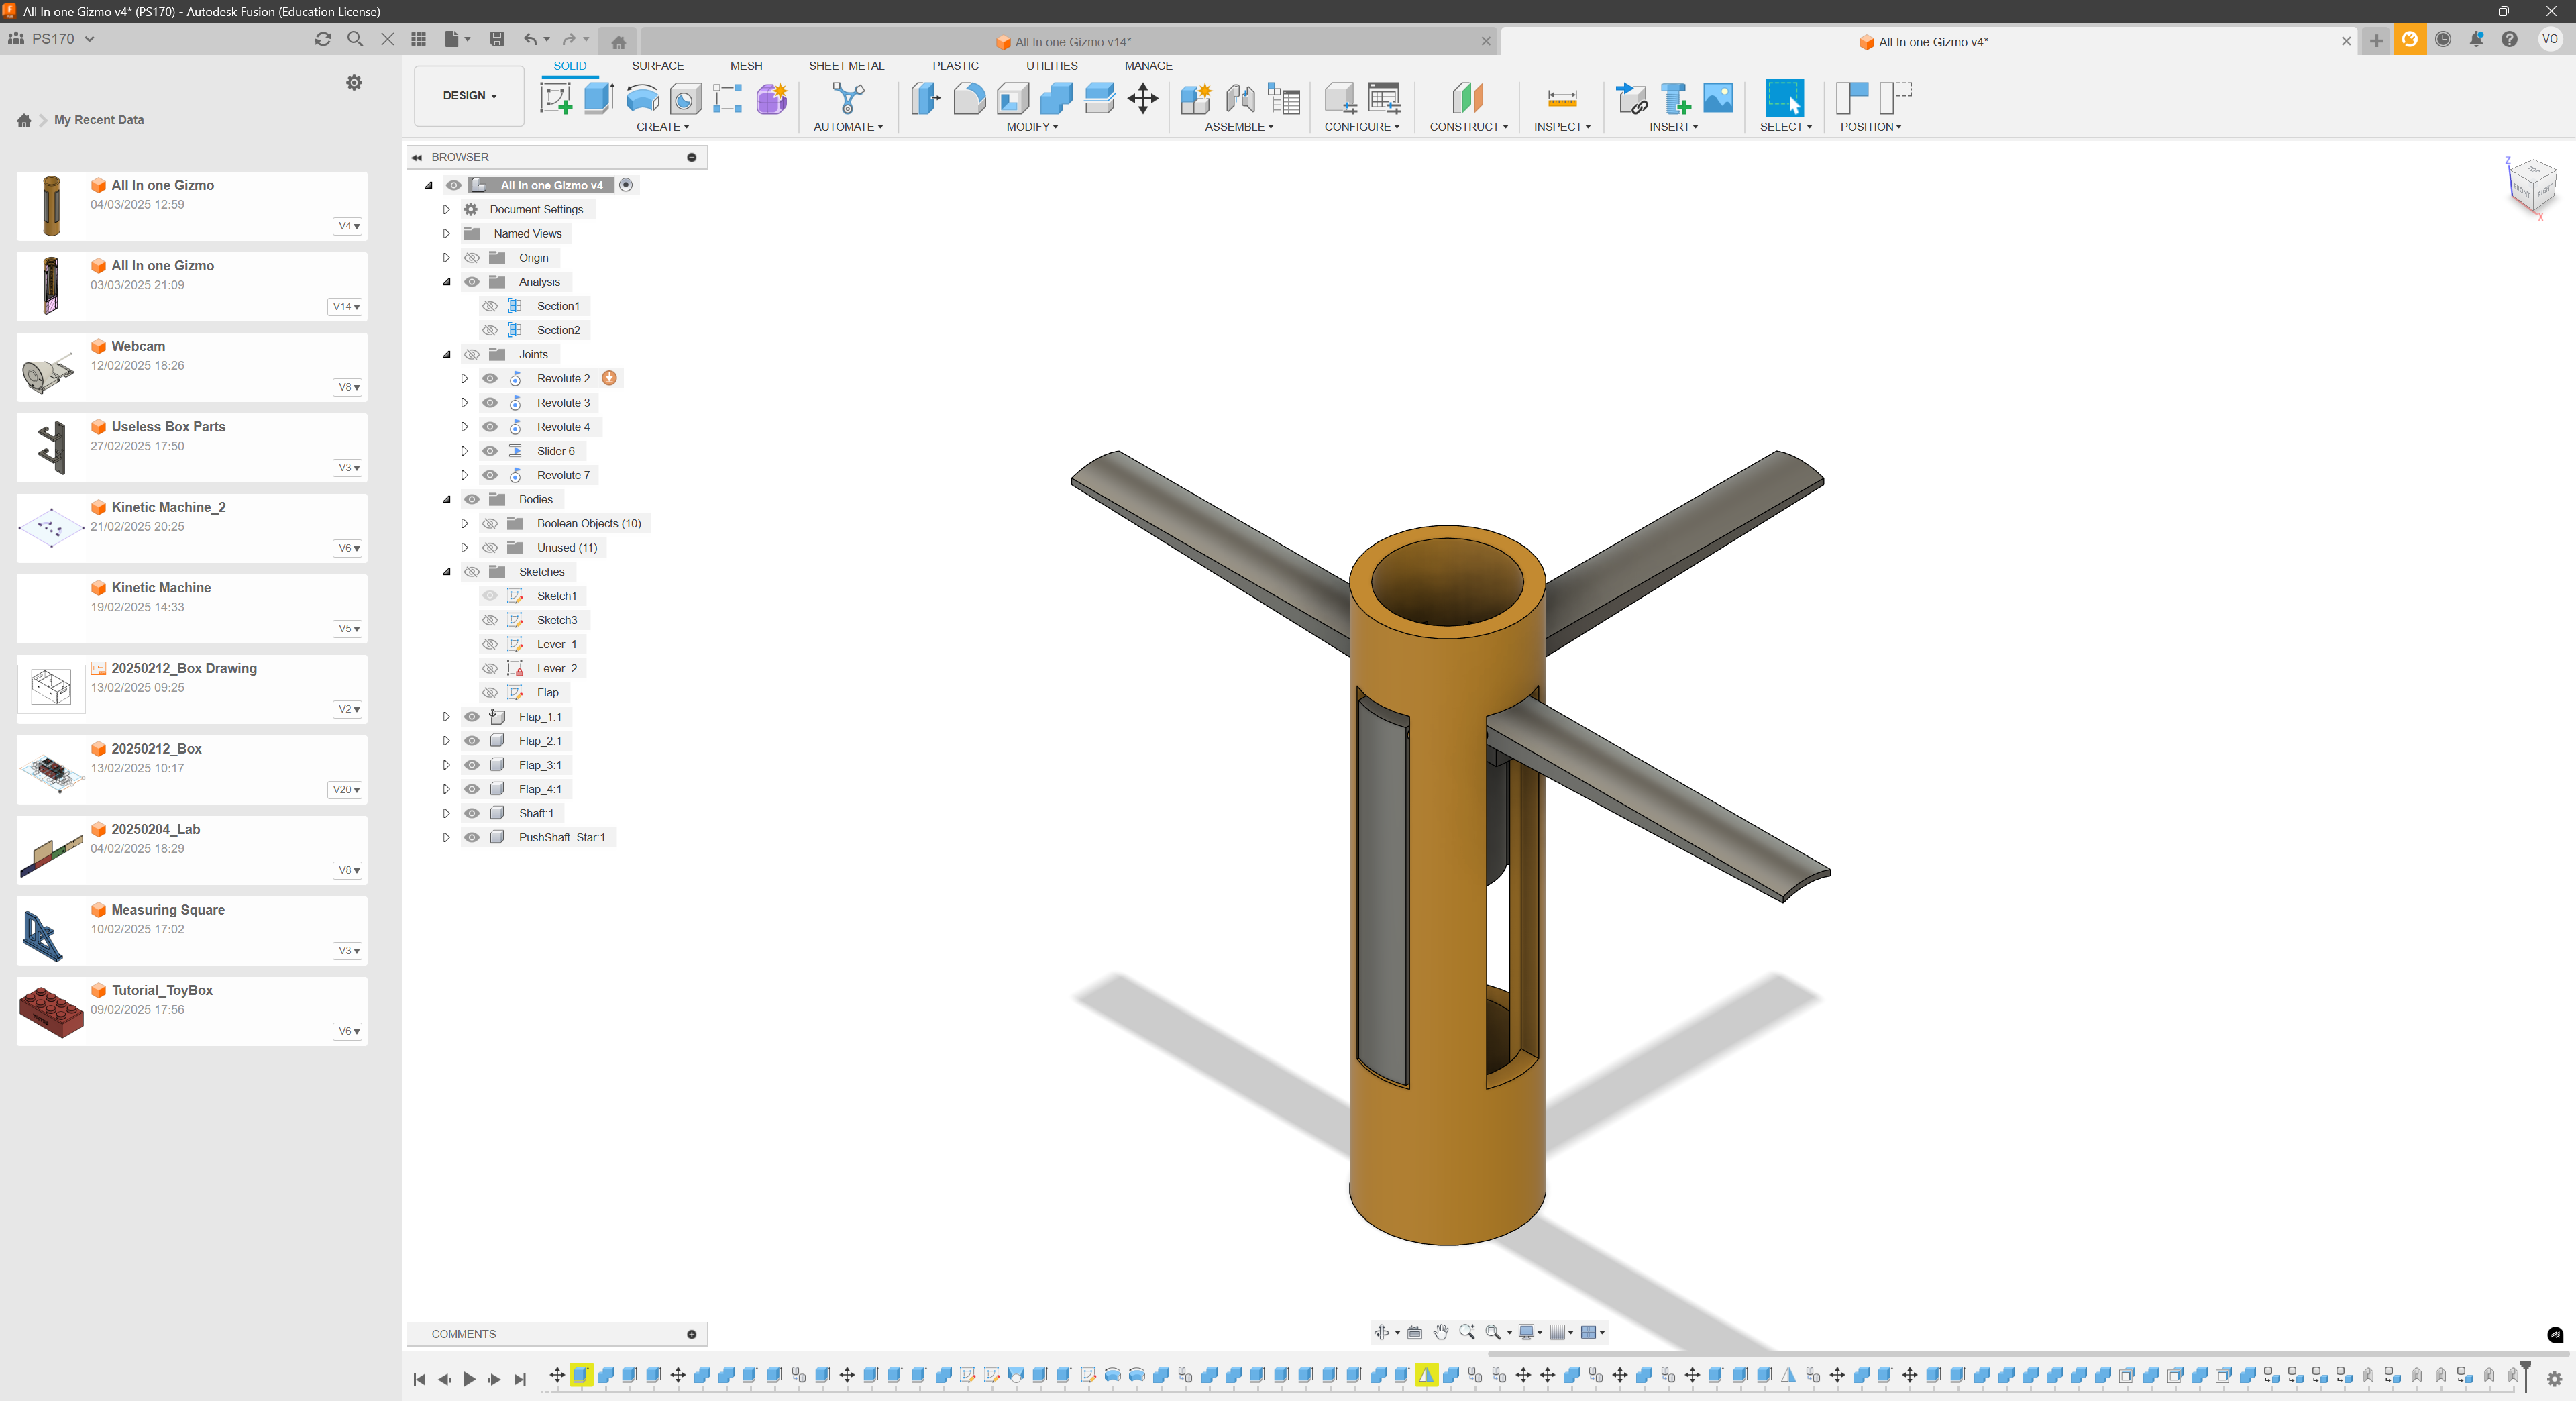 All In one Gizmo v4* (PS170) - Autodesk Fusion (Education License)
PS170
All In one Gizmo v14*
All In one Gizmo v4*
VO
My Recent Data
All In one Gizmo
04/03/2025 12:59
V4
All In one Gizmo
03/03/2025 21:09
V14
Webcam
12/02/2025 18:26
V8
Useless Box Parts
27/02/2025 17:50
V3
Kinetic Machine_2
21/02/2025 20:25
V6
Kinetic Machine
19/02/2025 14:33
V5
20250212_Box Drawing
13/02/2025 09:25
V2
20250212_Box
13/02/2025 10:17
V20
20250204_Lab
04/02/2025 18:29
V8
Measuring Square
10/02/2025 17:02
V3
Tutorial_ToyBox
09/02/2025 17:56
V6
DESIGN
SOLID
SURFACE
MESH
SHEET METAL
PLASTIC
UTILITIES
MANAGE
CREATE
AUTOMATE
MODIFY
ASSEMBLE
CONFIGURE
CONSTRUCT
INSPECT
INSERT
SELECT
POSITION
BROWSER
All In one Gizmo v4
Document Settings
Named Views
Origin
Analysis
Section1
Section2
Joints
Revolute 2
Revolute 3
Revolute 4
Slider 6
Revolute 7
Bodies
Boolean Objects (10)
Unused (11)
Sketches
Sketch1
Sketch3
Lever_1
Lever_2
Flap
Flap_1:1
Flap_2:1
Flap_3:1
Flap_4:1
Shaft:1
PushShaft_Star:1
Z
TOP
FRONT
RIGHT
X
COMMENTS